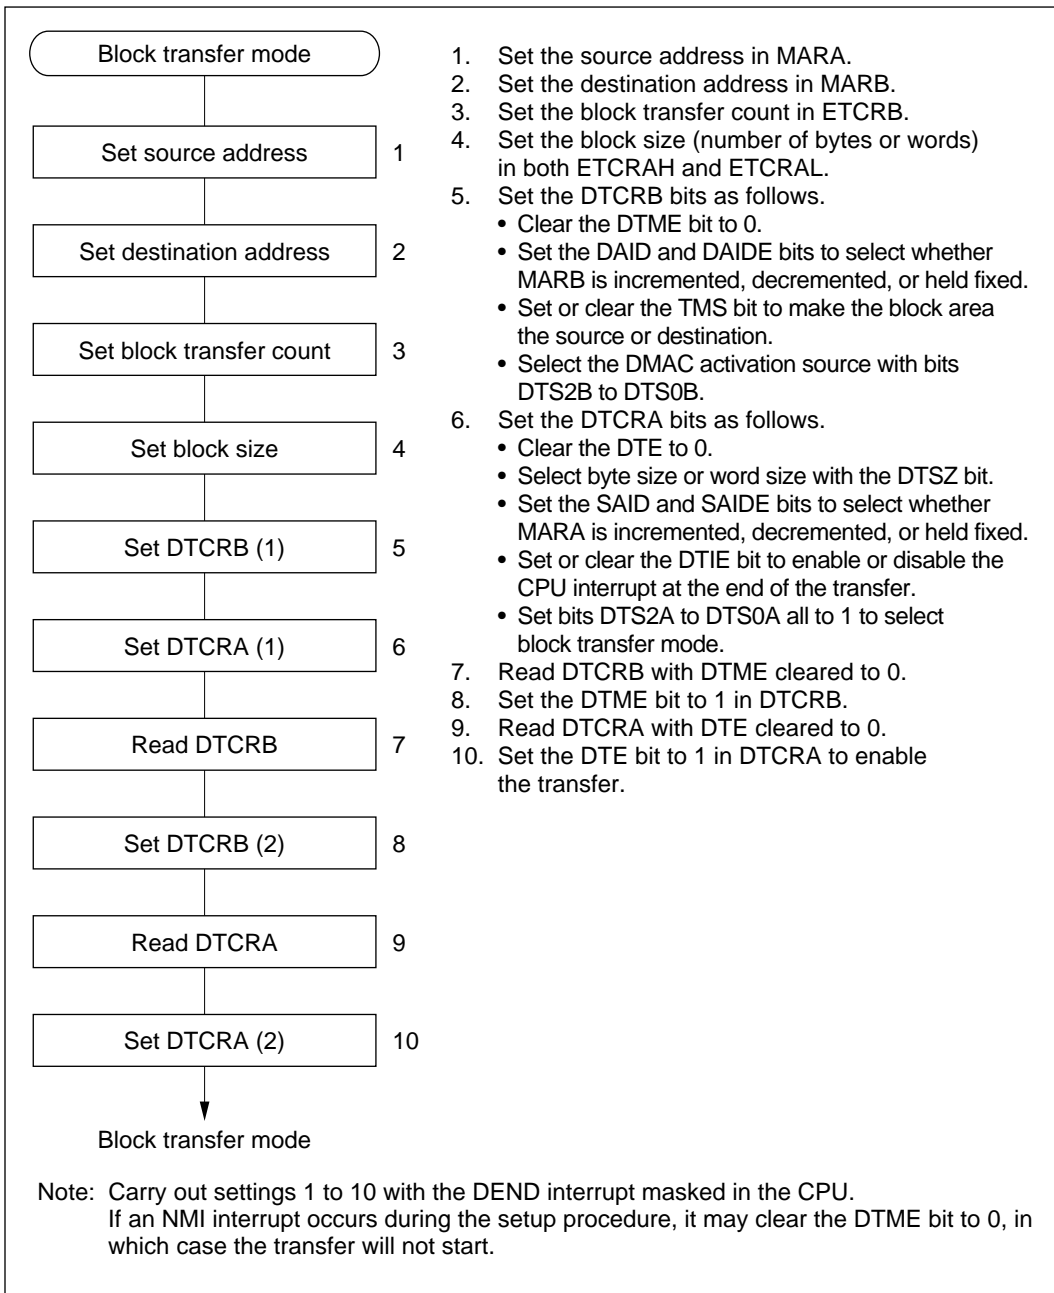 Block transfer mode
Set source address 1
Set destination address 2
Set block transfer count 3
Set block size 4
Set DTCRB (1) 5
Set DTCRA (1) 6
Read DTCRB 7
Set DTCRB (2) 8
Read DTCRA 9
Set DTCRA (2) 10
Block transfer mode
1. Set the source address in MARA.
2. Set the destination address in MARB.
3. Set the block transfer count in ETCRB.
4. Set the block size (number of bytes or words)
in both ETCRAH and ETCRAL.
5. Set the DTCRB bits as follows.
• Clear the DTME bit to 0.
• Set the DAID and DAIDE bits to select whether
MARB is incremented, decremented, or held fixed.
• Set or clear the TMS bit to make the block area
the source or destination.
• Select the DMAC activation source with bits
DTS2B to DTS0B.
6. Set the DTCRA bits as follows.
• Clear the DTE to 0.
• Select byte size or word size with the DTSZ bit.
• Set the SAID and SAIDE bits to select whether
MARA is incremented, decremented, or held fixed.
• Set or clear the DTIE bit to enable or disable the
CPU interrupt at the end of the transfer.
• Set bits DTS2A to DTS0A all to 1 to select
block transfer mode.
7. Read DTCRB with DTME cleared to 0.
8. Set the DTME bit to 1 in DTCRB.
9. Read DTCRA with DTE cleared to 0.
10. Set the DTE bit to 1 in DTCRA to enable
the transfer.
Note: Carry out settings 1 to 10 with the DEND interrupt masked in the CPU.
If an NMI interrupt occurs during the setup procedure, it may clear the DTME bit to 0, in
which case the transfer will not start.